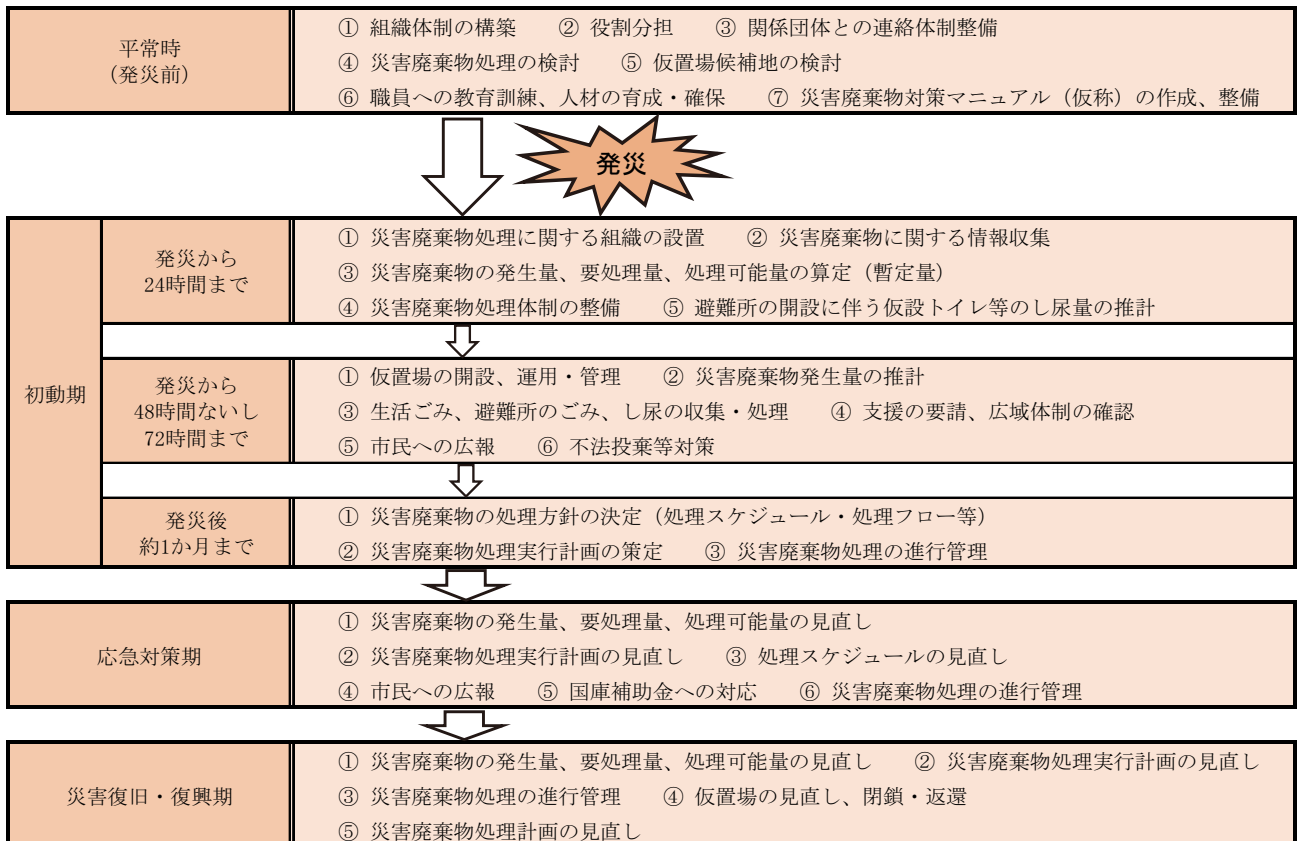 平常時
(発災前)
① 組織体制の構築 ② 役割分担 ③ 関係団体との連絡体制整備
④ 災害廃棄物処理の検討 ⑤ 仮置場候補地の検討
⑥ 職員への教育訓練、人材の育成・確保 ⑦ 災害廃棄物対策マニュアル（仮称）の作成、整備
発災
初動期
発災から
24時間まで
① 災害廃棄物処理に関する組織の設置 ② 災害廃棄物に関する情報収集
③ 災害廃棄物の発生量、要処理量、処理可能量の算定（暫定量）
④ 災害廃棄物処理体制の整備 ⑤ 避難所の開設に伴う仮設トイレ等のし尿量の推計
発災から
48時間ないし
72時間まで
① 仮置場の開設、運用・管理 ② 災害廃棄物発生量の推計
③ 生活ごみ、避難所のごみ、し尿の収集・処理 ④ 支援の要請、広域体制の確認
⑤ 市民への広報 ⑥ 不法投棄等対策
発災後
約1か月まで
① 災害廃棄物の処理方針の決定（処理スケジュール・処理フロー等）
② 災害廃棄物処理実行計画の策定 ③ 災害廃棄物処理の進行管理
応急対策期
① 災害廃棄物の発生量、要処理量、処理可能量の見直し
② 災害廃棄物処理実行計画の見直し ③ 処理スケジュールの見直し
④ 市民への広報 ⑤ 国庫補助金への対応 ⑥ 災害廃棄物処理の進行管理
災害復旧・復興期
① 災害廃棄物の発生量、要処理量、処理可能量の見直し ② 災害廃棄物処理実行計画の見直し
③ 災害廃棄物処理の進行管理 ④ 仮置場の見直し、閉鎖・返還
⑤ 災害廃棄物処理計画の見直し